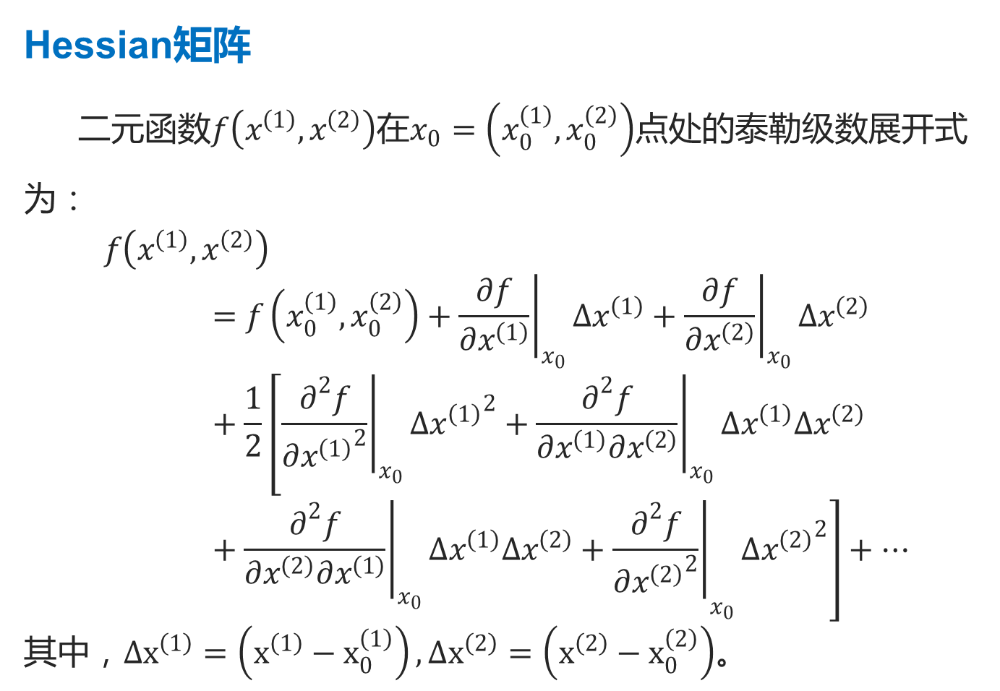 Hessian矩阵
二元函数$f\left(x^{(1)}, x^{(2)}\right)$在$x_0 = \left(x_0^{(1)}, x_0^{(2)}\right)$点处的泰勒级数展开式
为：
$f\left(x^{(1)}, x^{(2)}\right)$
$= f\left(x_0^{(1)}, x_0^{(2)}\right) + \left.\frac{\partial f}{\partial x^{(1)}}\right|_{x_0} \Delta x^{(1)} + \left.\frac{\partial f}{\partial x^{(2)}}\right|_{x_0} \Delta x^{(2)}$
$+ \frac{1}{2}\left[\left.\frac{\partial^2 f}{\partial {x^{(1)}}^2}\right|_{x_0} \Delta {x^{(1)}}^2 + \left.\frac{\partial^2 f}{\partial x^{(1)} \partial x^{(2)}}\right|_{x_0} \Delta x^{(1)} \Delta x^{(2)}\right.$
$\left. + \left.\frac{\partial^2 f}{\partial x^{(2)} \partial x^{(1)}}\right|_{x_0} \Delta x^{(1)} \Delta x^{(2)} + \left.\frac{\partial^2 f}{\partial {x^{(2)}}^2}\right|_{x_0} \Delta {x^{(2)}}^2\right] + \cdots$
其中，$\Delta \mathrm{x}^{(1)} = \left(\mathrm{x}^{(1)} - \mathrm{x}_0^{(1)}\right), \Delta \mathrm{x}^{(2)} = \left(\mathrm{x}^{(2)} - \mathrm{x}_0^{(2)}\right)$。